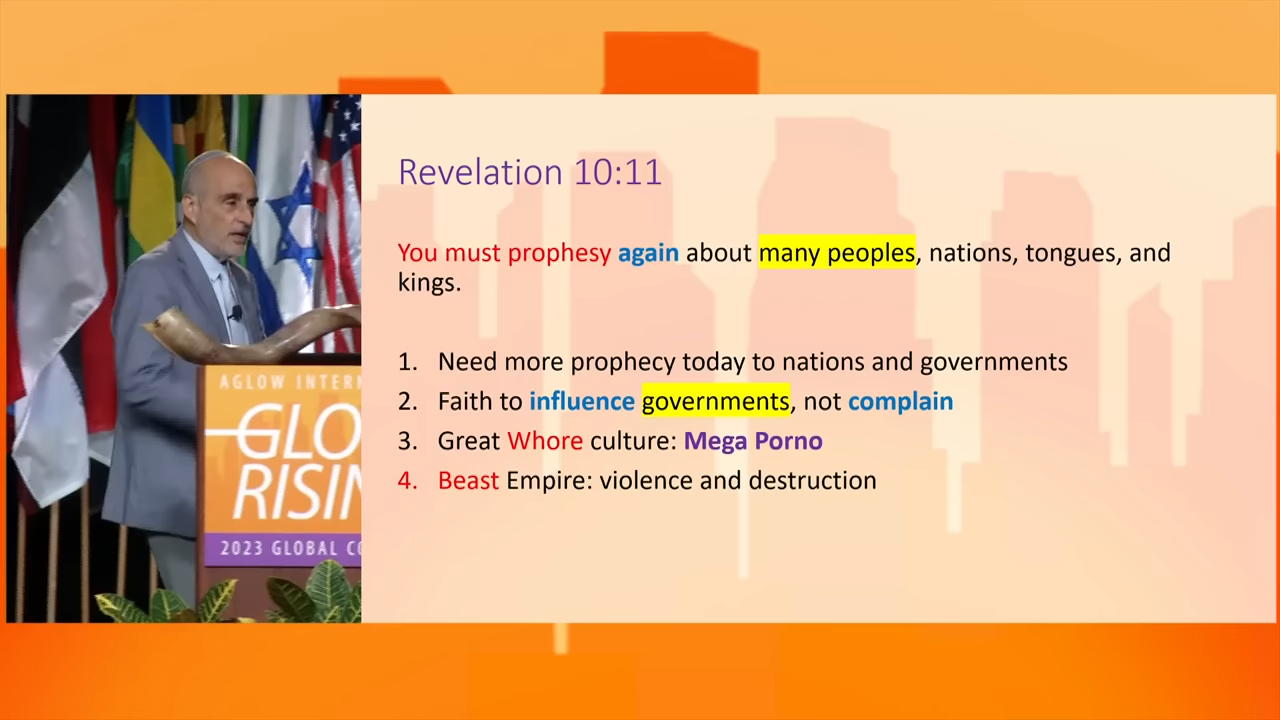 Revelation 10:11
You must prophesy again about many peoples, nations, tongues, and
kings.
1. Need more prophecy today to nations and governments
2. Faith to influence governments, not complain
3. Great Whore culture: Mega Porno
4. Beast Empire: violence and destruction
AGLOW INTERN
GLO
RISIN
2023 GLOBAL CO